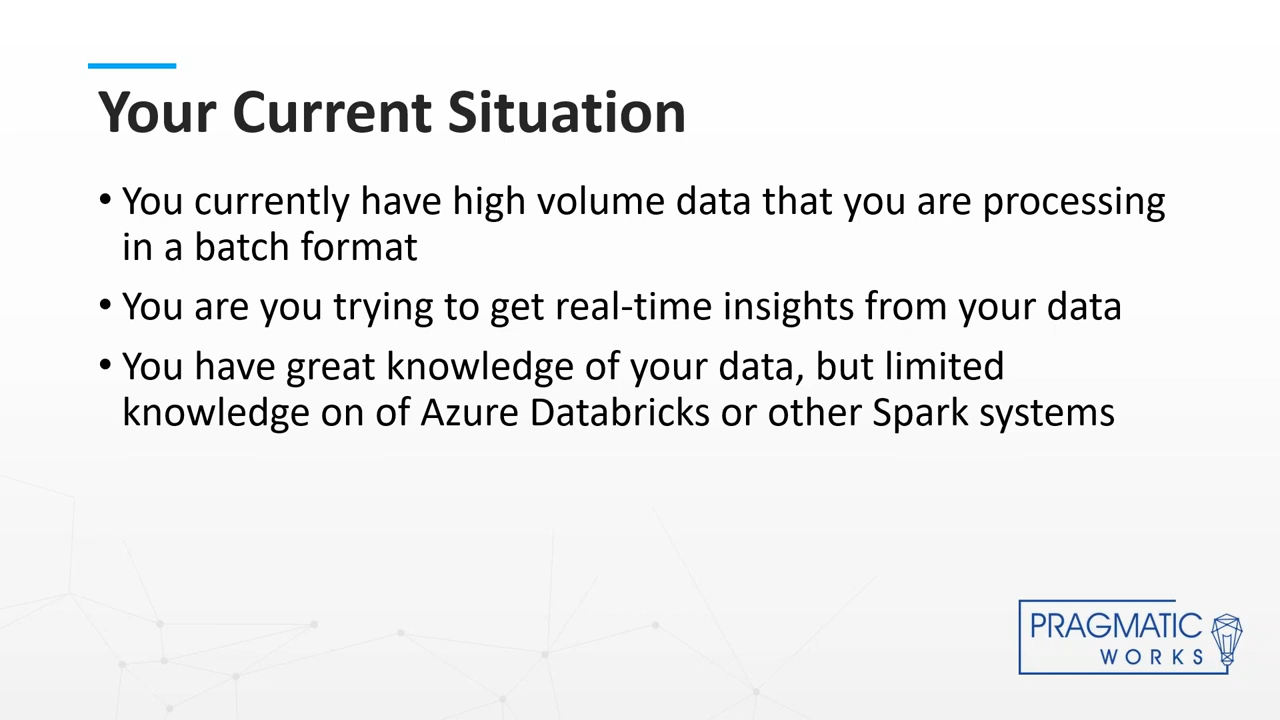 Your Current Situation
• You currently have high volume data that you are processing
in a batch format
• You are you trying to get real-time insights from your data
• You have great knowledge of your data, but limited
knowledge on of Azure Databricks or other Spark systems
PRAGMATIC
WORKS